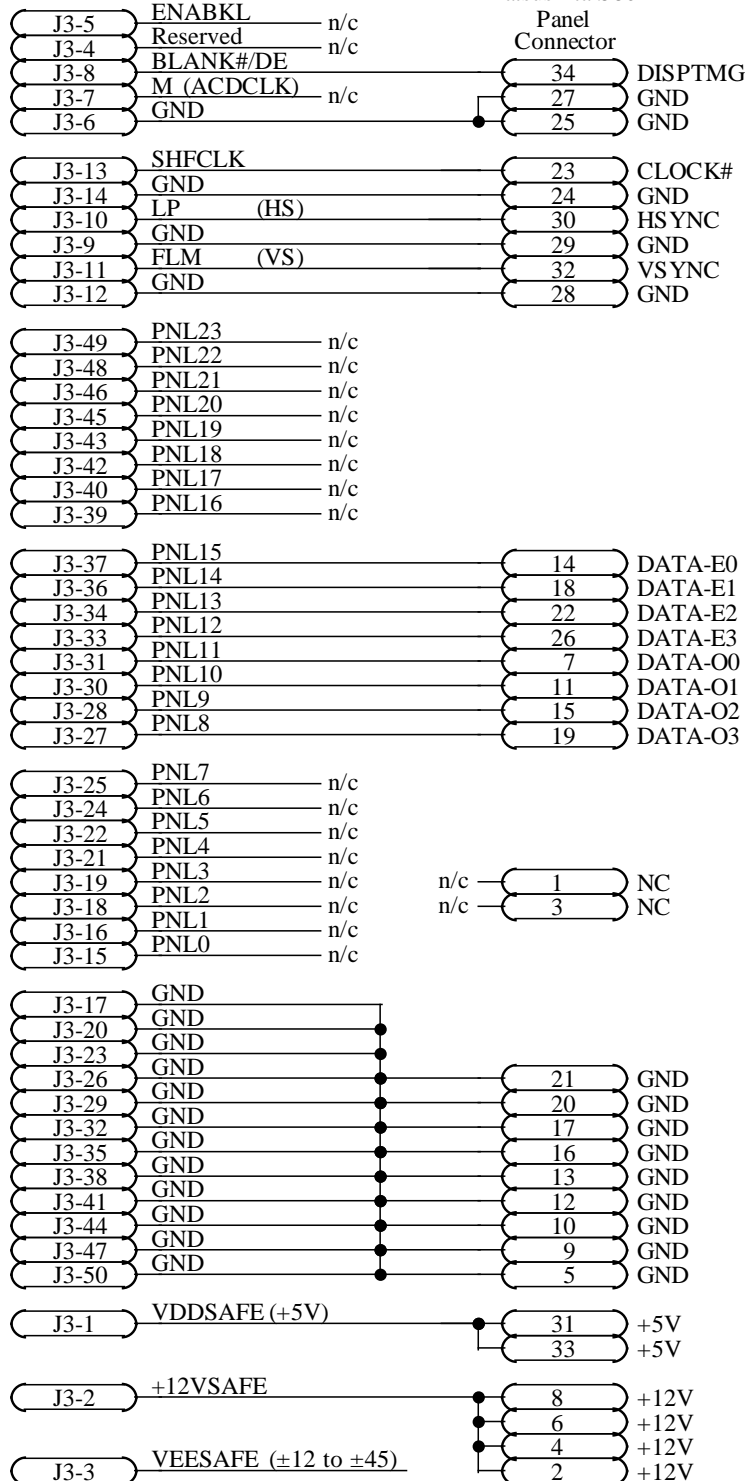 Panel
Connector
J3-5 ENABKL n/c
J3-4 Reserved n/c
J3-8 BLANK#/DE 34 DISPTMG
J3-7 M (ACDCLK) n/c 27 GND
J3-6 GND 25 GND
J3-13 SHFCLK 23 CLOCK#
J3-14 GND 24 GND
J3-10 LP (HS) 30 HSYNC
J3-9 GND 29 GND
J3-11 FLM (VS) 32 VSYNC
J3-12 GND 28 GND
J3-49 PNL23 n/c
J3-48 PNL22 n/c
J3-46 PNL21 n/c
J3-45 PNL20 n/c
J3-43 PNL19 n/c
J3-42 PNL18 n/c
J3-40 PNL17 n/c
J3-39 PNL16 n/c
J3-37 PNL15 14 DATA-E0
J3-36 PNL14 18 DATA-E1
J3-34 PNL13 22 DATA-E2
J3-33 PNL12 26 DATA-E3
J3-31 PNL11 7 DATA-O0
J3-30 PNL10 11 DATA-O1
J3-28 PNL9 15 DATA-O2
J3-27 PNL8 19 DATA-O3
J3-25 PNL7 n/c
J3-24 PNL6 n/c
J3-22 PNL5 n/c
J3-21 PNL4 n/c
J3-19 PNL3 n/c n/c 1 NC
J3-18 PNL2 n/c n/c 3 NC
J3-16 PNL1 n/c
J3-15 PNL0 n/c
J3-17 GND
J3-20 GND
J3-23 GND
J3-26 GND 21 GND
J3-29 GND 20 GND
J3-32 GND 17 GND
J3-35 GND 16 GND
J3-38 GND 13 GND
J3-41 GND 12 GND
J3-44 GND 10 GND
J3-47 GND 9 GND
J3-50 GND 5 GND
J3-1 VDDSAFE (+5V) 31 +5V
33 +5V
J3-2 +12VSAFE 8 +12V
6 +12V
4 +12V
J3-3 VEESAFE (±12 to ±45) 2 +12V